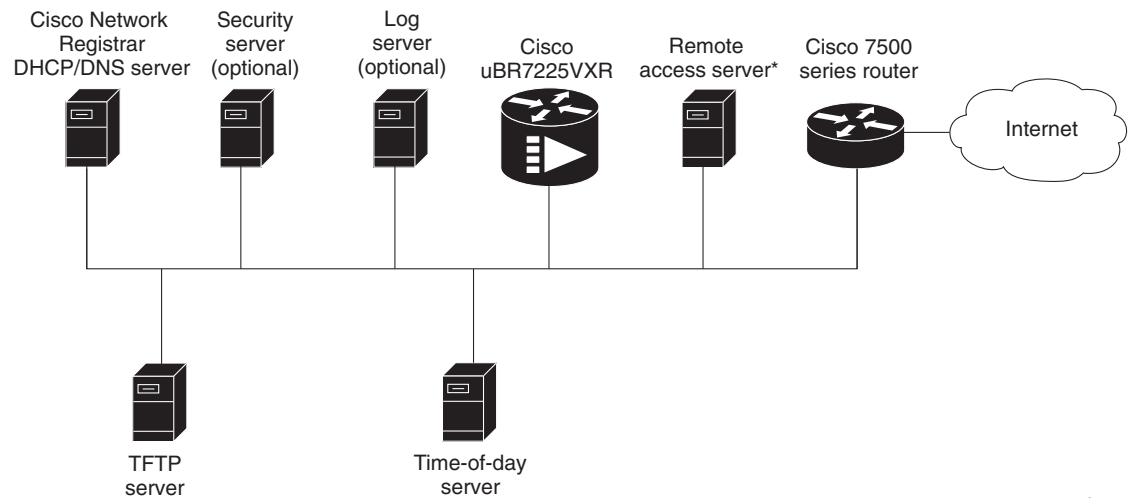 Cisco Network
Registrar
DHCP/DNS server
Security
server
(optional)
Log
server
(optional)
Cisco
uBR7225VXR
Remote
access server*
Cisco 7500
series router
Internet
TFTP
server
Time-of-day
server